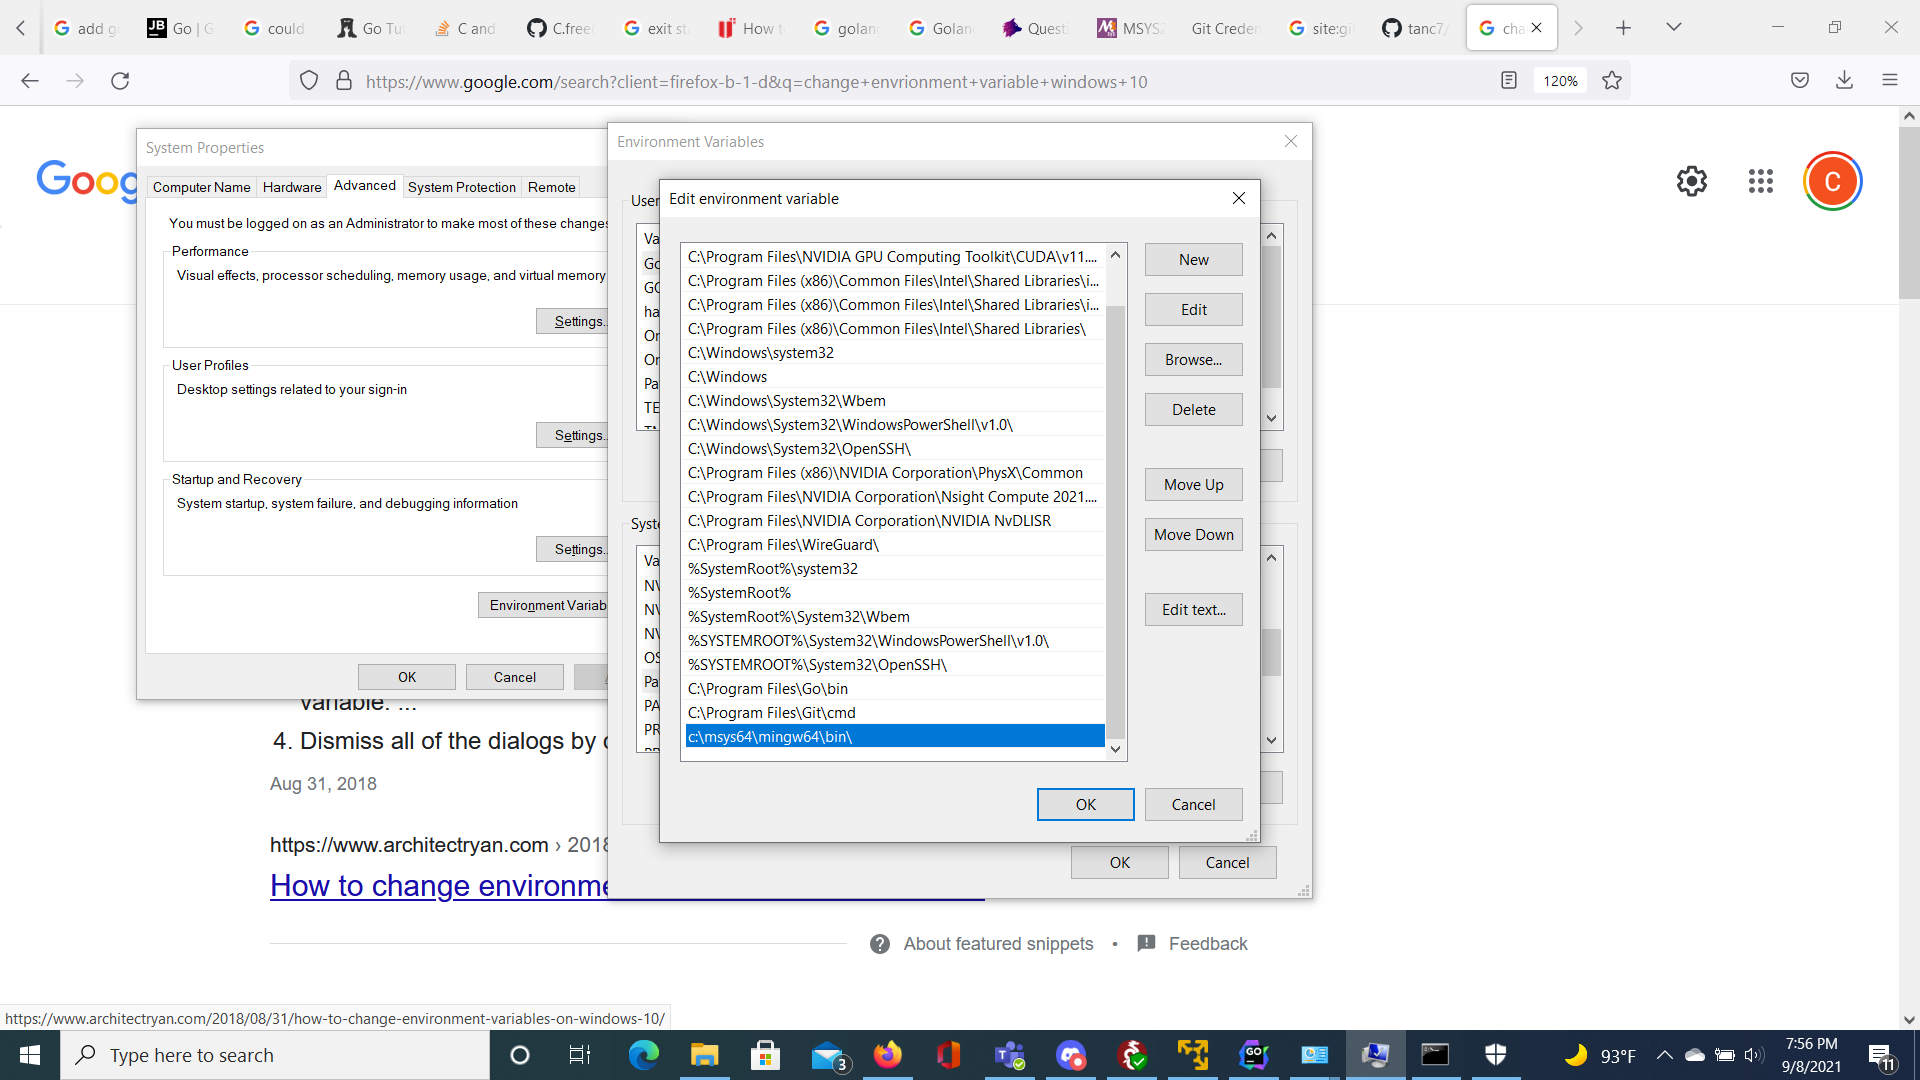 add g
Go | G
could
Go Tu
C and
C.free
exit st
How t
golan
Golan
Quest
MSYS2
Git Creder
site:gi
tanc7/
cha
https://www.google.com/search?client=firefox-b-1-d&q=change+envrionment+variable+windows+10
120%
Goog
C
System Properties
Computer Name
Hardware
Advanced
System Protection
Remote
You must be logged on as an Administrator to make most of these changes
Performance
Visual effects, processor scheduling, memory usage, and virtual memory
Settings..
User Profiles
Desktop settings related to your sign-in
Settings..
Startup and Recovery
System startup, system failure, and debugging information
Settings..
Environment Variab
OK
Cancel
Environment Variables
User
Va
Go
GC
ha
On
On
Pa
TE
Syste
Va
NV
NV
NV
OS
Pa
PA
PR
OK
Cancel
Edit environment variable
C:\Program Files\NVIDIA GPU Computing Toolkit\CUDA\v11....
C:\Program Files (x86)\Common Files\Intel\Shared Libraries\i...
C:\Program Files (x86)\Common Files\Intel\Shared Libraries\i...
C:\Program Files (x86)\Common Files\Intel\Shared Libraries\
C:\Windows\system32
C:\Windows
C:\Windows\System32\Wbem
C:\Windows\System32\WindowsPowerShell\v1.0\
C:\Windows\System32\OpenSSH\
C:\Program Files (x86)\NVIDIA Corporation\PhysX\Common
C:\Program Files\NVIDIA Corporation\Nsight Compute 2021....
C:\Program Files\NVIDIA Corporation\NVIDIA NvDLISR
C:\Program Files\WireGuard\
%SystemRoot%\system32
%SystemRoot%
%SystemRoot%\System32\Wbem
%SYSTEMROOT%\System32\WindowsPowerShell\v1.0\
%SYSTEMROOT%\System32\OpenSSH\
C:\Program Files\Go\bin
C:\Program Files\Git\cmd
c:\msys64\mingw64\bin\
New
Edit
Browse...
Delete
Move Up
Move Down
Edit text...
OK
Cancel
variable. ...
4. Dismiss all of the dialogs by c
Aug 31, 2018
https://www.architectryan.com › 2018
How to change environme
About featured snippets • Feedback
https://www.architectryan.com/2018/08/31/how-to-change-environment-variables-on-windows-10/
Type here to search
3
GO
93°F
7:56 PM
9/8/2021
11